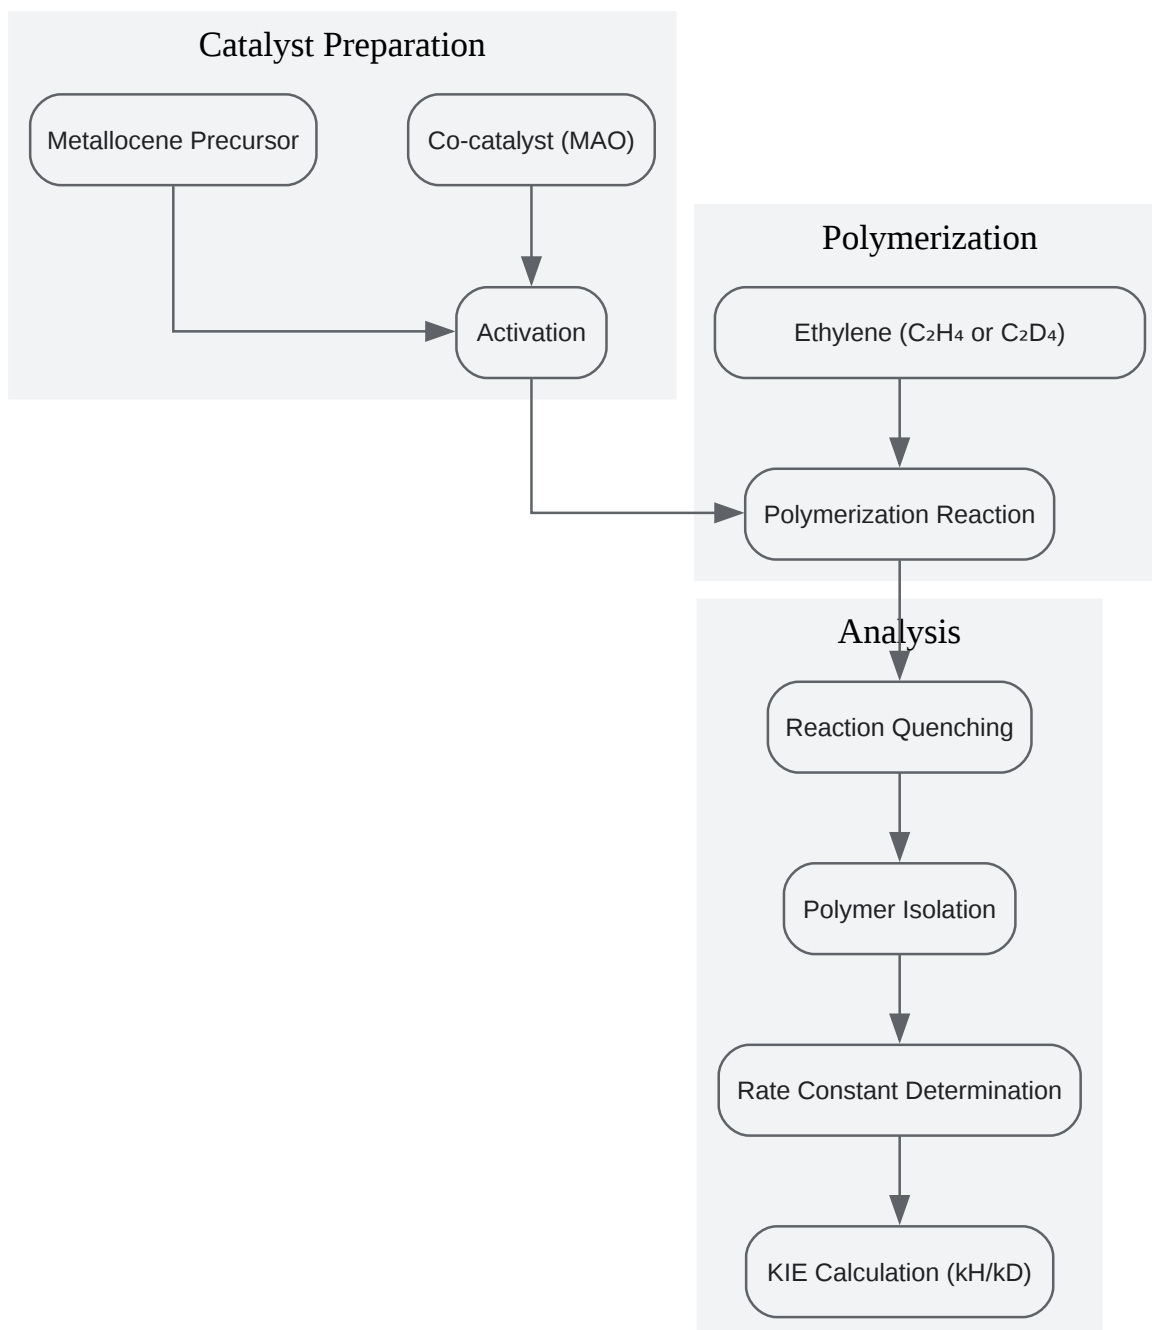 Catalyst Preparation
Metallocene Precursor
Co-catalyst (MAO)
Activation
Polymerization
Ethylene (C₂H₄ or C₂D₄)
Polymerization Reaction
Analysis
Reaction Quenching
Polymer Isolation
Rate Constant Determination
KIE Calculation (kH/kD)